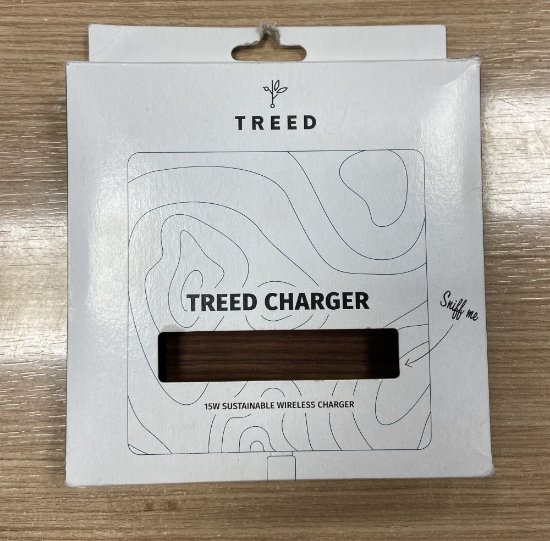 TREED
TREED CHARGER
Sniff me
15W SUSTAINABLE WIRELESS CHARGER